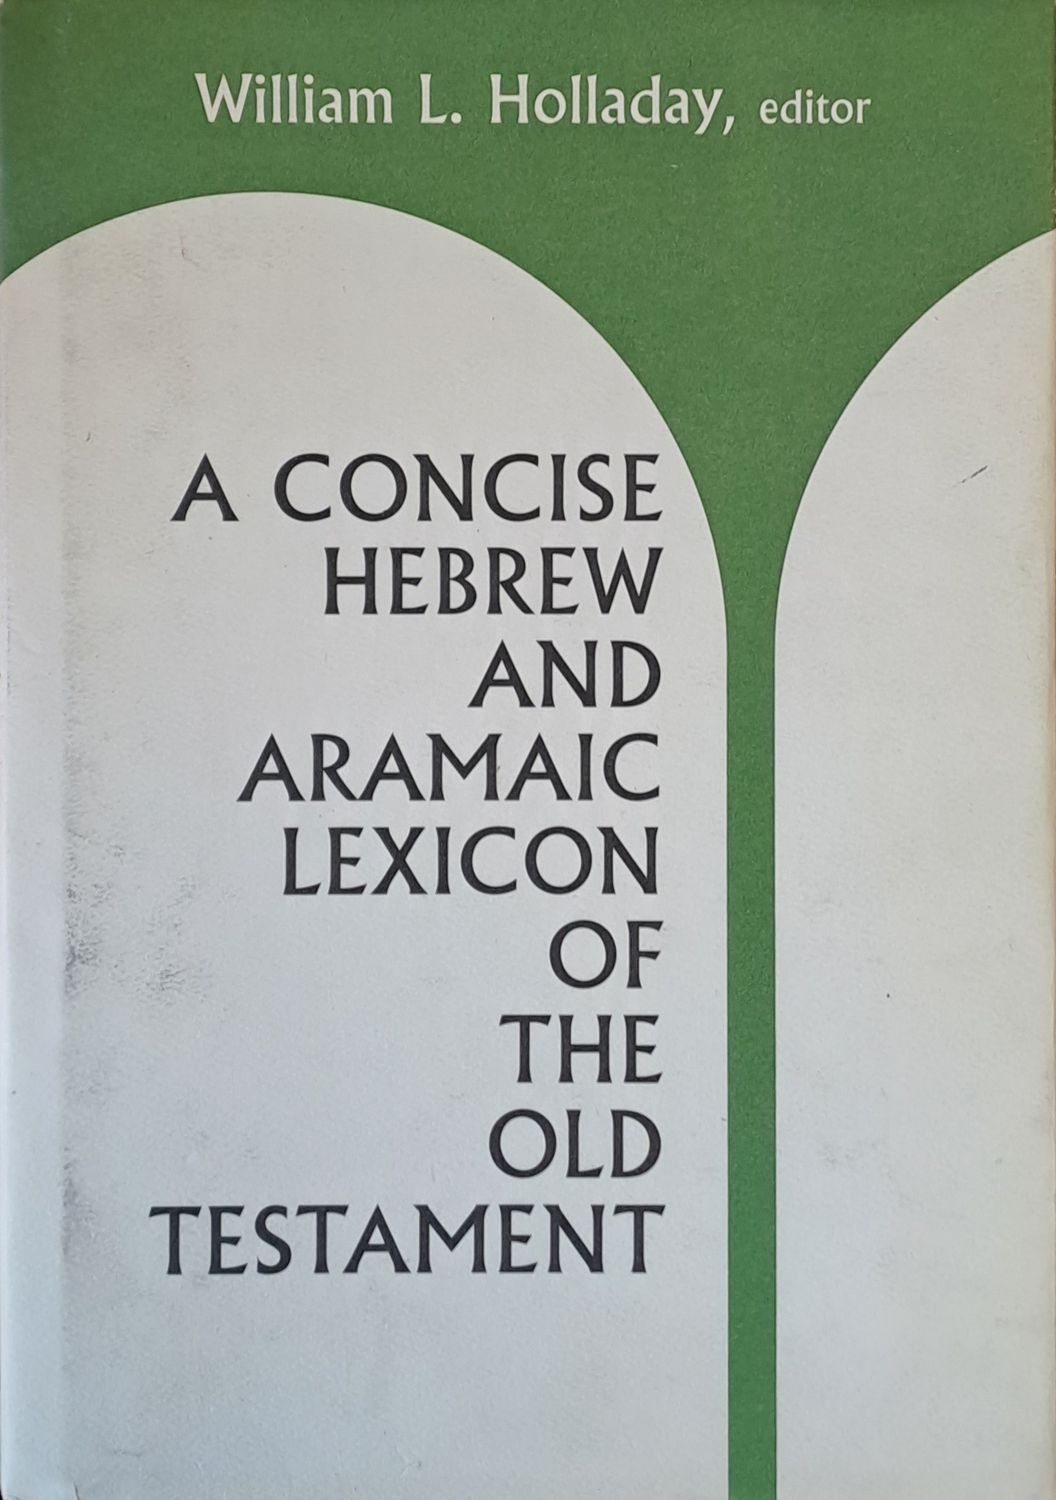 William L. Holladay, editor
A CONCISE
HEBREW
AND
ARAMAIC
LEXICON
OF
THE
OLD
TESTAMENT